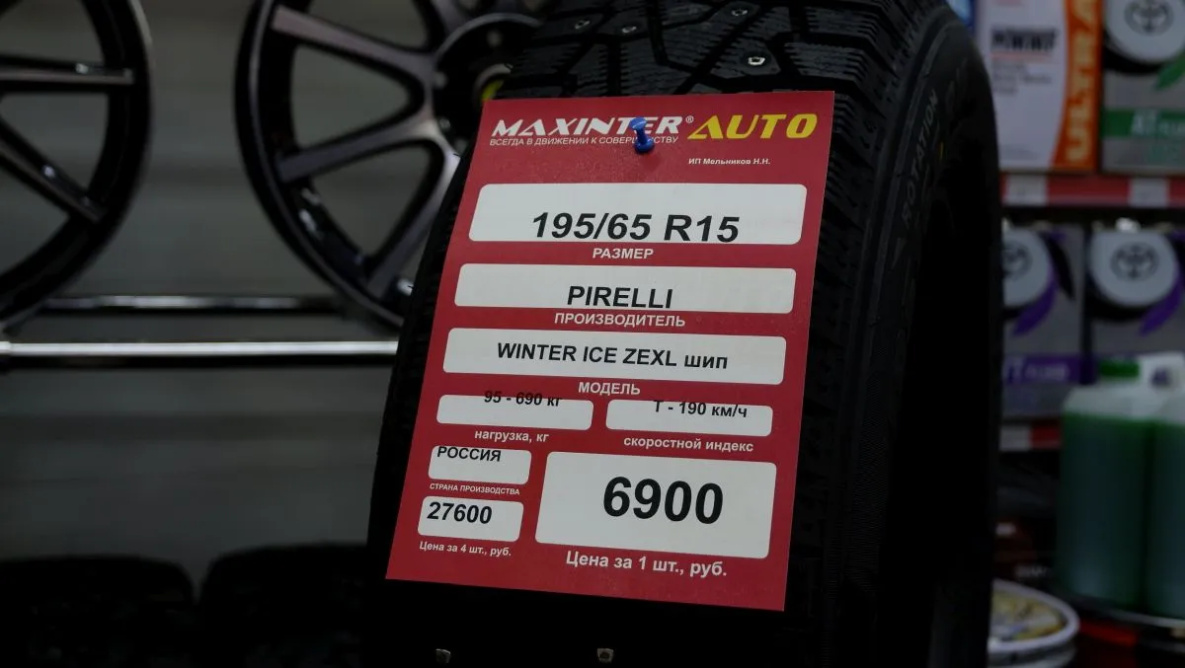 MAXINTER® AUTO
ВСЕГДА В ДВИЖЕНИИ К СОВЕРШЕНСТВУ
ИП Мельников Н.Н.
195/65 R15
РАЗМЕР
PIRELLI
ПРОИЗВОДИТЕЛЬ
WINTER ICE ZEXL шип
МОДЕЛЬ
95 - 690 кг
T - 190 км/ч
нагрузка, кг
скоростной индекс
РОССИЯ
СТРАНА ПРОИЗВОДСТВА
27600
6900
Цена за 4 шт., руб.
Цена за 1 шт., руб.
ROTATION
ULTRA